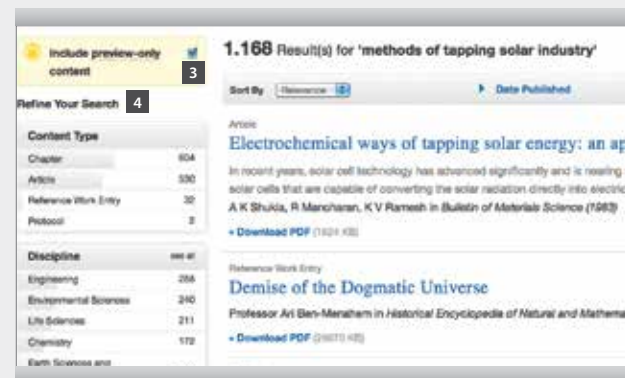 Include preview-only
content
3
Refine Your Search 4
Content Type
Chapter 604
Article 530
Reference Work Entry 32
Protocol 2
Discipline see all
Engineering 288
Environmental Sciences 240
Life Sciences 211
Chemistry 172
Earth Sciences and
1.168 Result(s) for 'methods of tapping solar industry'
Sort By Relevance Date Published
Article
Electrochemical ways of tapping solar energy: an ap
In recent years, solar cell technology has advanced significantly and is nearing
solar cells that are capable of converting the solar radiation directly into electric
A K Shukla, R Manoharan, K V Ramesh in Bulletin of Materials Science (1983)
» Download PDF (1624 KB)
Reference Work Entry
Demise of the Dogmatic Universe
Professor Ari Ben-Menahem in Historical Encyclopedia of Natural and Mathema
» Download PDF